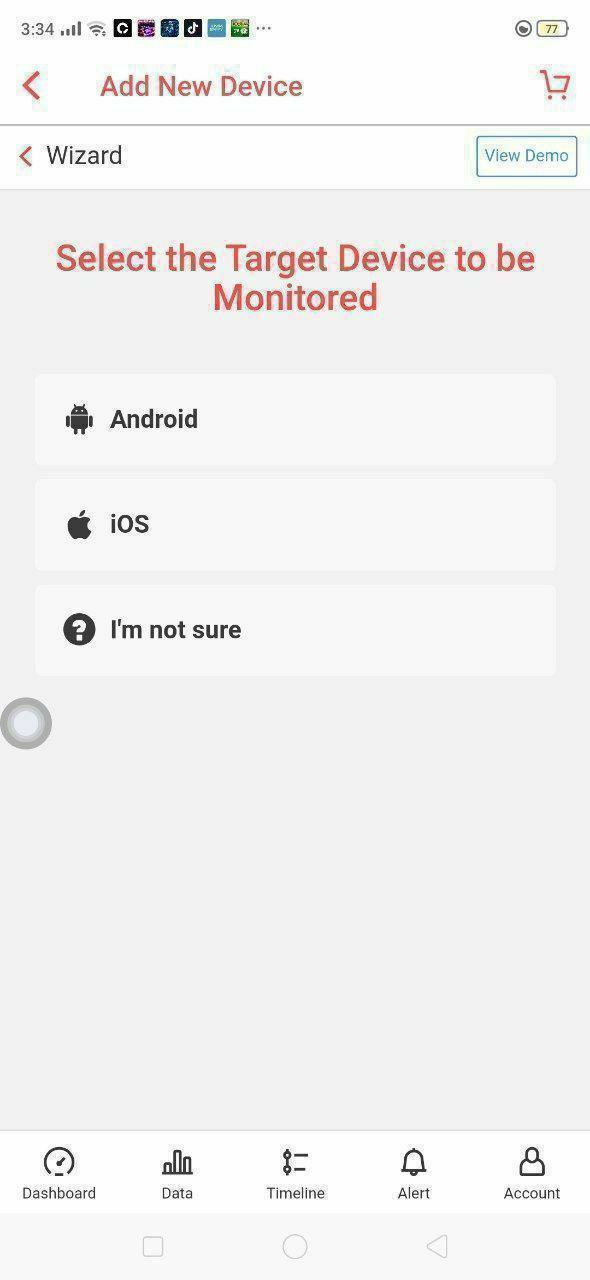 3:34
77
Add New Device
Wizard
View Demo
Select the Target Device to be
Monitored
Android
iOS
I'm not sure
Dashboard
Data
Timeline
Alert
Account